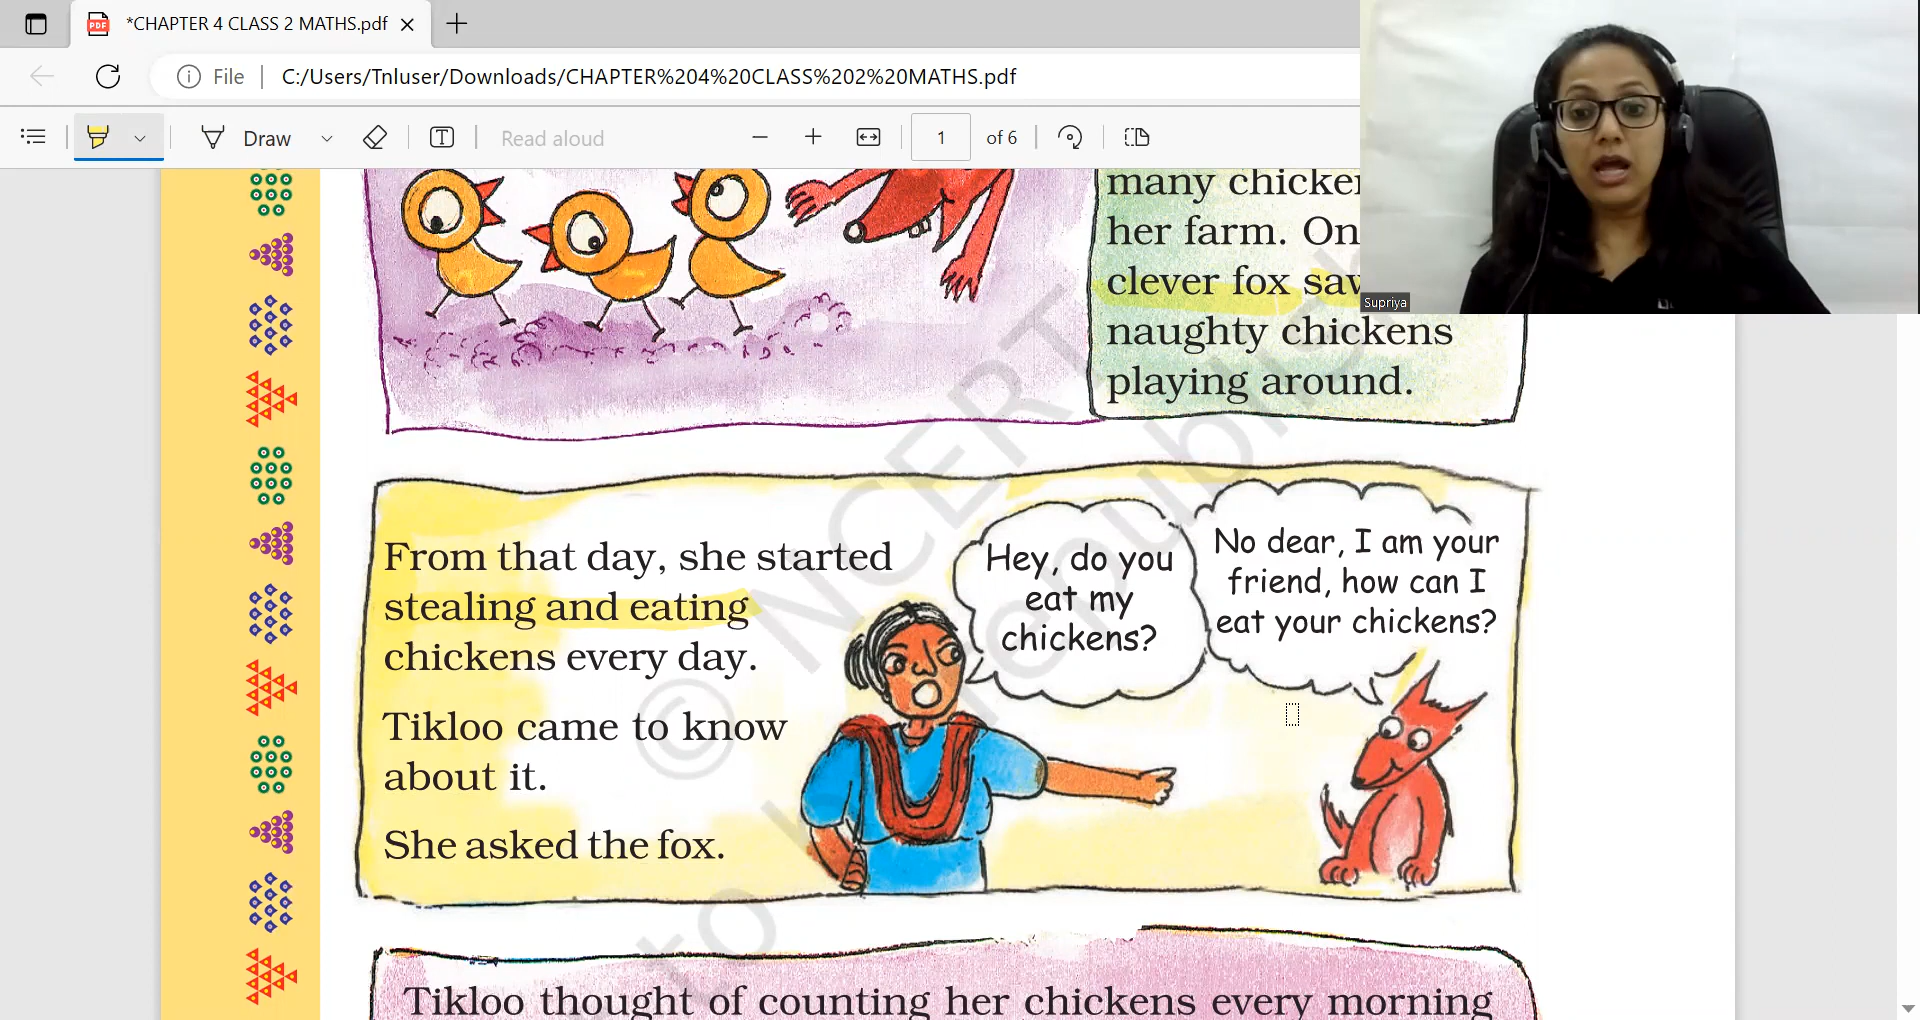 *CHAPTER 4 CLASS 2 MATHS.pdf
File
C:/Users/Tnluser/Downloads/CHAPTER%204%20CLASS%202%20MATHS.pdf
Draw
Read aloud
1 of 6
Supriya
many
her farm. On
clever fox
naughty chickens
playing around.
From that day, she started
stealing and eating
chickens every day.
Tikloo came to know
about it.
She asked the fox.
Hey, do you
eat my
chickens?
No dear, I am your
friend, how can I
eat your chickens?
Tikloo thought of counting her chickens every morning
© NCERT